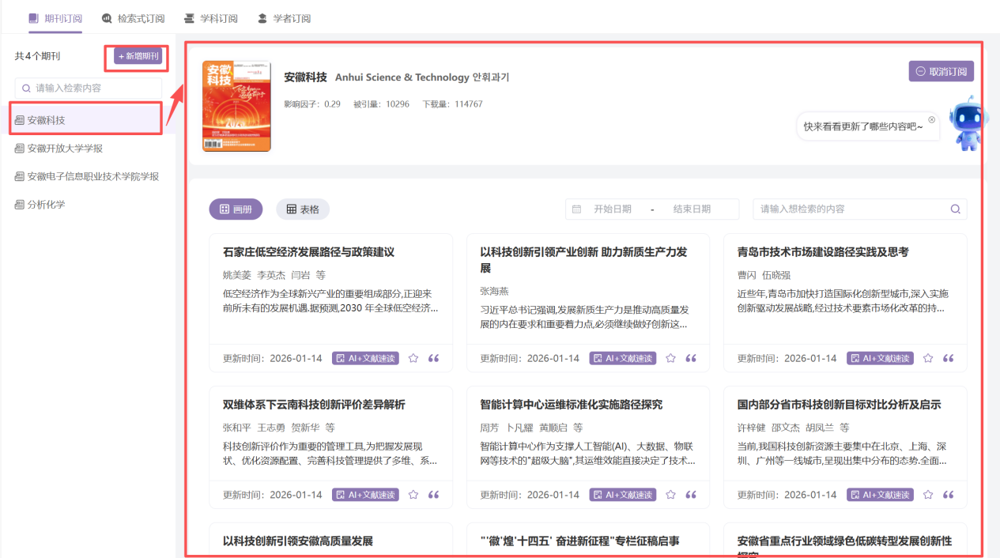 期刊订阅 检索式订阅 学科订阅 学者订阅
共4个期刊 +新增期刊
请输入检索内容
安徽科技
安徽开放大学学报
安徽电子信息职业技术学院学报
分析化学
安徽
科技
安徽科技 Anhui Science & Technology 안휘과기
取消订阅
影响因子：0.29 被引量：10296 下载量：114767
快来看看更新了哪些内容吧~
画册 表格 开始日期 - 结束日期 请输入想检索的内容
石家庄低空经济发展路径与政策建议
姚美菱 李英杰 闫岩 等
低空经济作为全球新兴产业的重要组成部分,正迎来
前所未有的发展机遇.据预测,2030 年全球低空经济...
更新时间：2026-01-14 AI+文献速读
以科技创新引领产业创新 助力新质生产力发
展
张海燕
习近平总书记强调,发展新质生产力是推动高质量发
展的内在要求和重要着力点,必须继续做好创新这...
更新时间：2026-01-14 AI+文献速读
青岛市技术市场建设路径实践及思考
曹闪 伍晓强
近些年,青岛市加快打造国际化创新型城市,深入实施
创新驱动发展战略,经过技术要素市场化改革的持...
更新时间：2026-01-14 AI+文献速读
双维体系下云南科技创新评价差异解析
张和平 王志勇 贺新华 等
科技创新评价作为重要的管理工具,为把握发展现
状、优化资源配置、完善科技管理提供了多维、系...
更新时间：2026-01-14 AI+文献速读
智能计算中心运维标准化实施路径探究
周芳 卜凡耀 黄顺启 等
智能计算中心作为支撑人工智能(AI)、大数据、物联
网等技术的"超级大脑",其运维效能直接决定了技术...
更新时间：2026-01-14 AI+文献速读
国内部分省市科技创新目标对比分析及启示
许梓健 邵文杰 胡凤兰 等
当前,我国科技创新资源主要集中在北京、上海、深
圳、广州等一线城市,呈现出集中分布的态势.全面...
更新时间：2026-01-14 AI+文献速读
以科技创新引领安徽高质量发展
"'徽'煌'十四五' 奋进新征程"专栏征稿启事
安徽省重点行业领域绿色低碳转型发展创新性